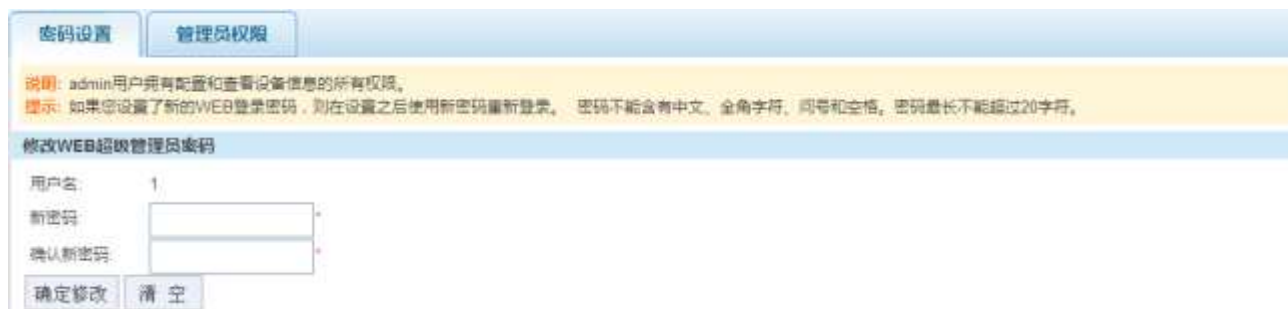 密码设置 管理员权限
说明: admin用户拥有配置和查看设备信息的所有权限。
提示: 如果您设置了新的WEB登录密码，则在设置之后使用新密码重新登录。 密码不能含有中文、全角字符、问号和空格。密码最长不能超过20字符。
修改WEB超级管理员密码
用户名: 1
新密码: *
确认新密码: *
确定修改 清 空